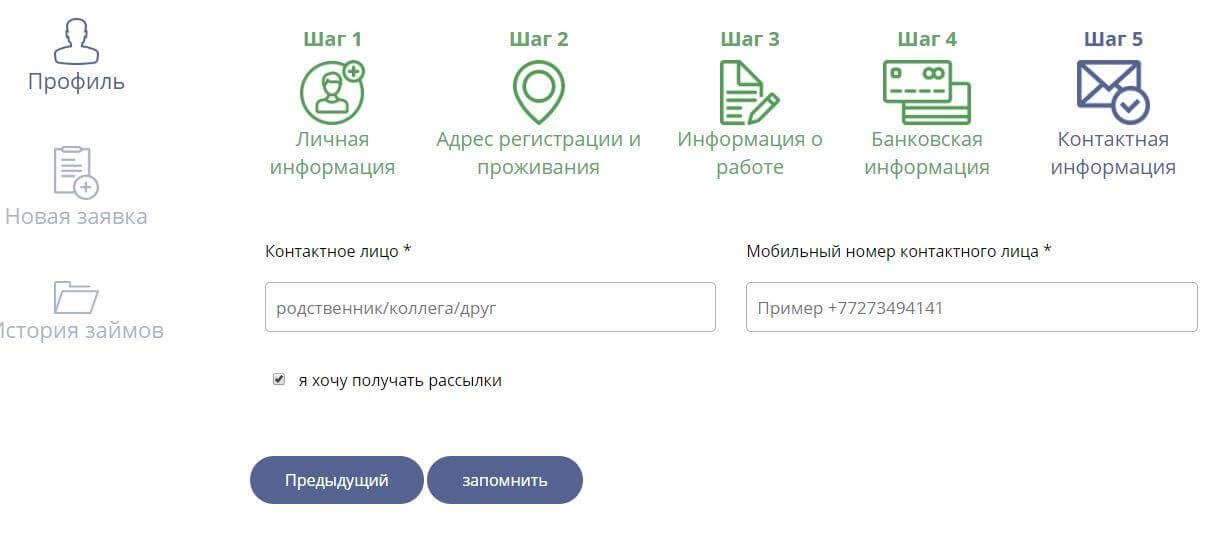 Профиль
Новая заявка
История займов
Шаг 1
Личная
информация
Шаг 2
Адрес регистрации и
проживания
Шаг 3
Информация о
работе
Шаг 4
Банковская
информация
Шаг 5
Контактная
информация
Контактное лицо *
родственник/коллега/друг
Мобильный номер контактного лица *
Пример +77273494141
я хочу получать рассылки
Предыдущий
запомнить